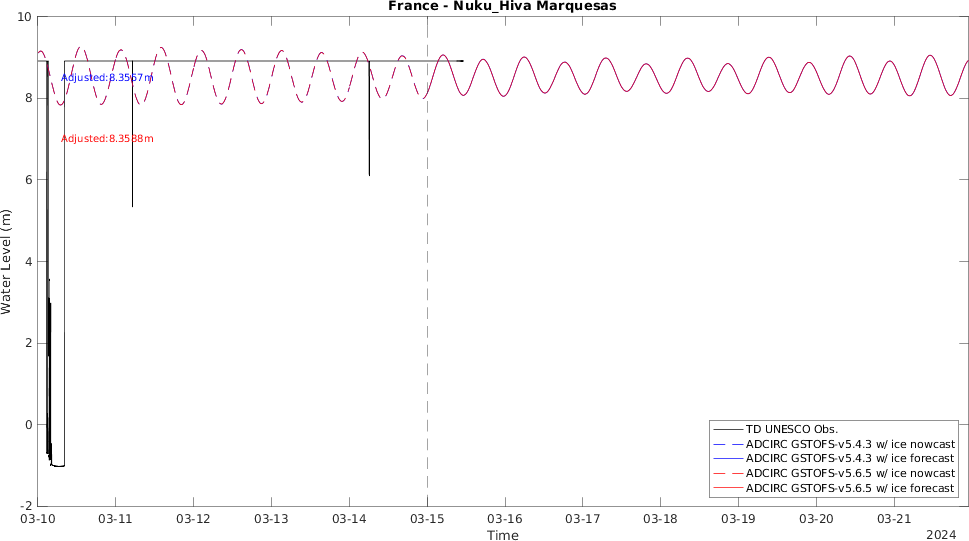 France - Nuku_Hiva Marquesas
10
8
6
4
2
0
-2
Water Level (m)
Adjusted:8.3567m
Adjusted:8.3588m
TD UNESCO Obs.
ADCIRC GSTOFS-v5.4.3 w/ ice nowcast
ADCIRC GSTOFS-v5.4.3 w/ ice forecast
ADCIRC GSTOFS-v5.6.5 w/ ice nowcast
ADCIRC GSTOFS-v5.6.5 w/ ice forecast
03-10 03-11 03-12 03-13 03-14 03-15 03-16 03-17 03-18 03-19 03-20 03-21
Time
2024